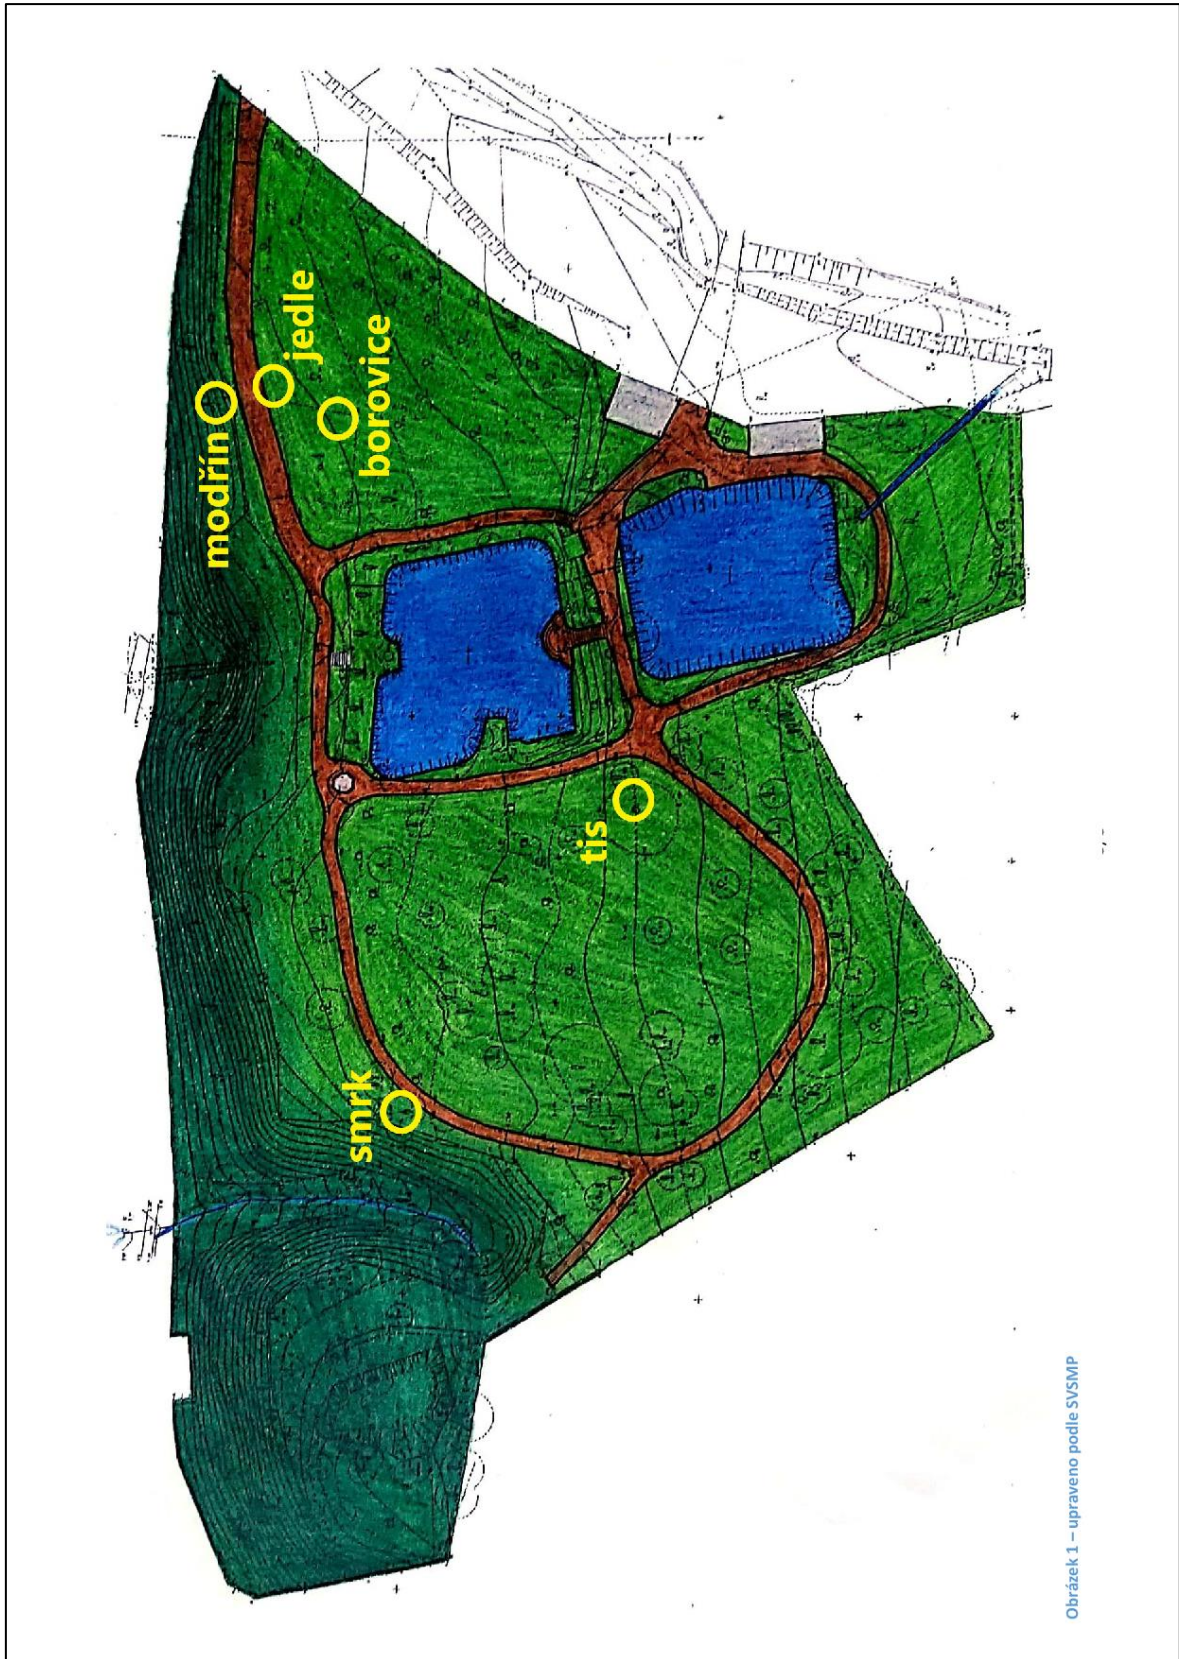 smrk
tis
modřín
jedle
borovice
Obrázek 1 – upraveno podle SVSMP